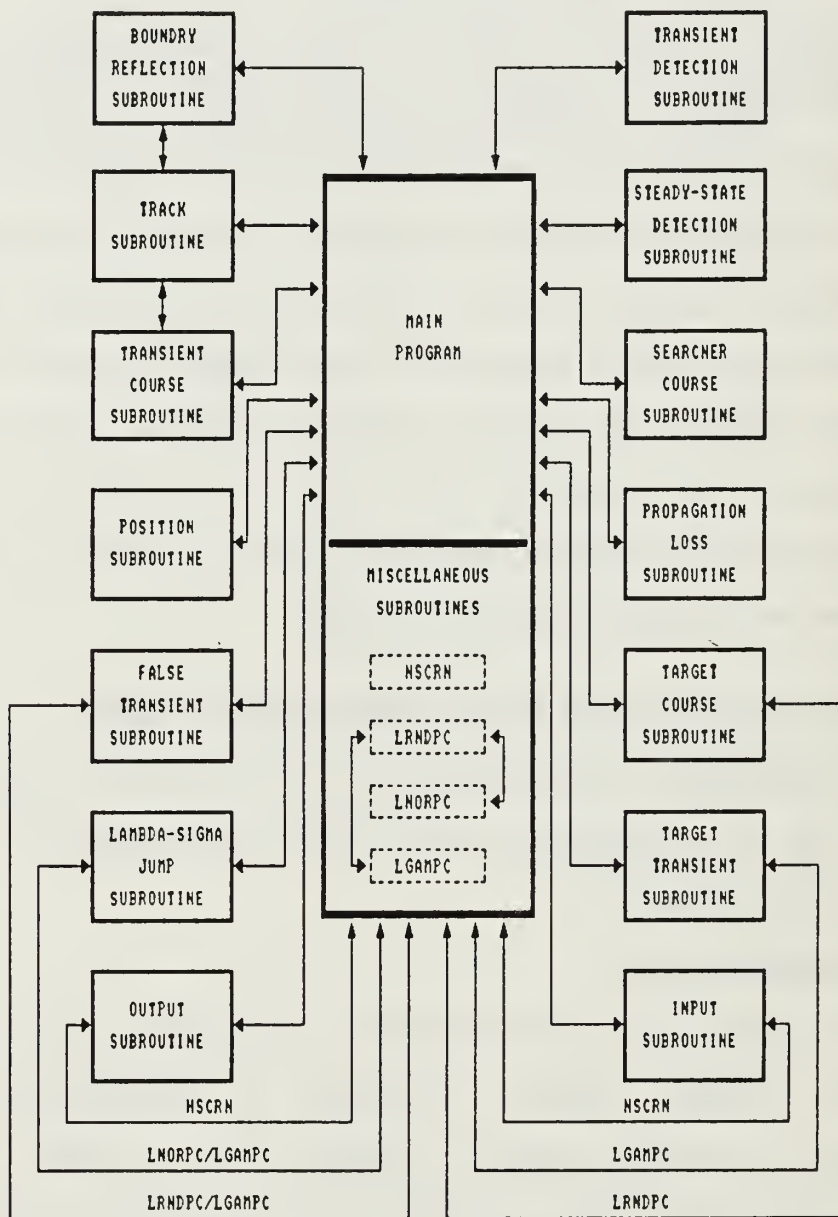 BOUNDRY
REFLECTION
SUBROUTINE
TRANSIENT
DETECTION
SUBROUTINE
TRACK
SUBROUTINE
STEADY-STATE
DETECTION
SUBROUTINE
MAIN
PROGRAM
TRANSIENT
COURSE
SUBROUTINE
SEARCHER
COURSE
SUBROUTINE
POSITION
SUBROUTINE
PROPAGATION
LOSS
SUBROUTINE
MISCELLANEOUS
SUBROUTINES
NSCRN
LRNDPC
LNORPC
LGAMPC
FALSE
TRANSIENT
SUBROUTINE
TARGET
COURSE
SUBROUTINE
LAMBDA-SIGMA
JUMP
SUBROUTINE
TARGET
TRANSIENT
SUBROUTINE
OUTPUT
SUBROUTINE
INPUT
SUBROUTINE
NSCRN
NSCRN
LNORPC/LGAMPC
LGAMPC
LRNDPC/LGAMPC
LRNDPC